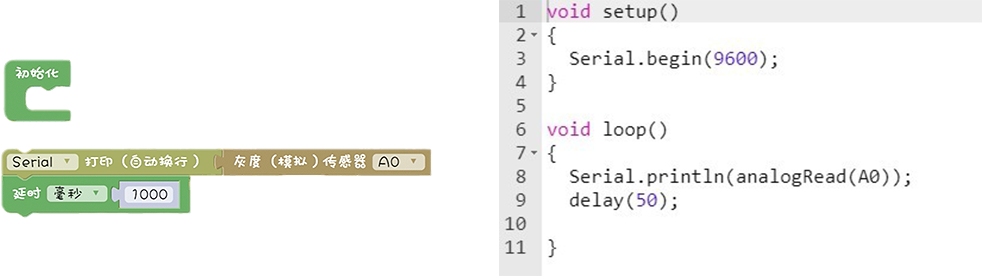 初始化
Serial 打印（自动换行） 灰度（模拟）传感器 A0
延时 毫秒 1000
1 void setup()
2 {
3 Serial.begin(9600);
4 }
5
6 void loop()
7 {
8 Serial.println(analogRead(A0));
9 delay(50);
10
11 }